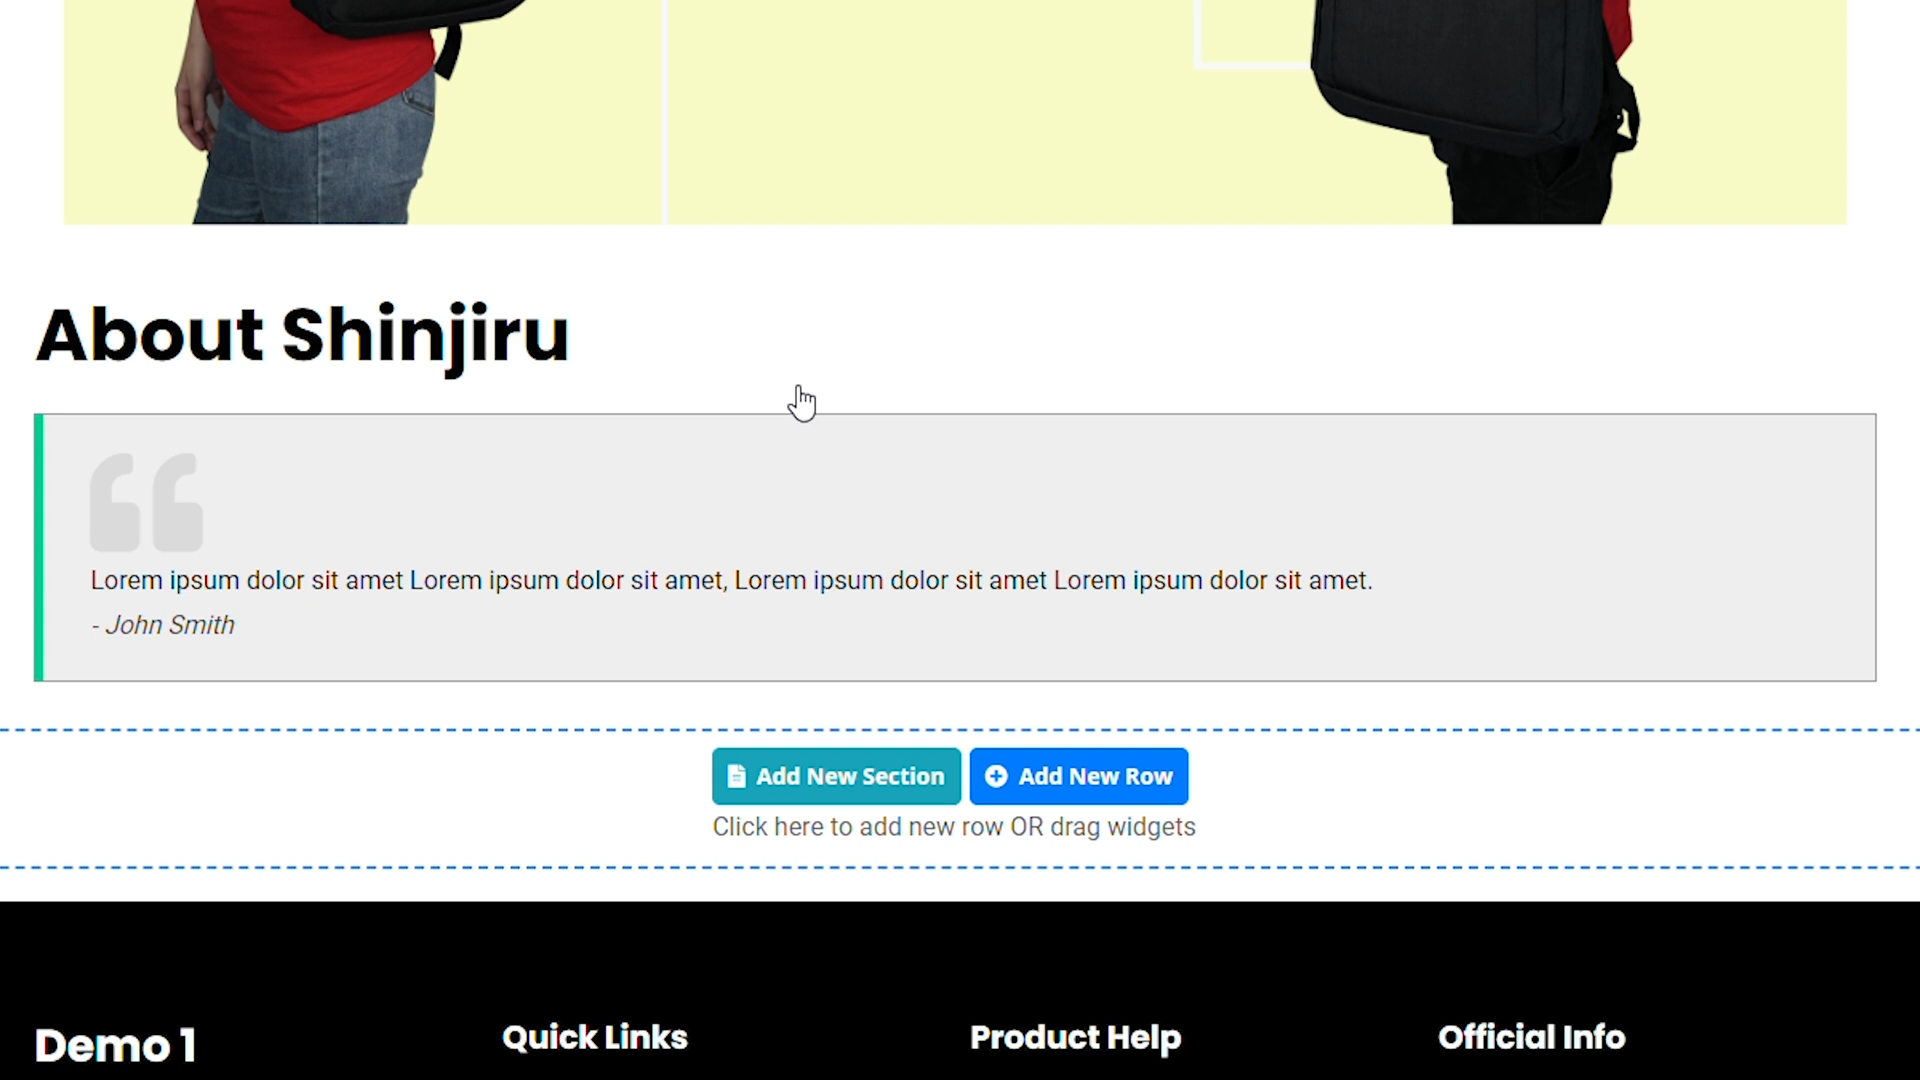 About Shinjiru
Lorem ipsum dolor sit amet Lorem ipsum dolor sit amet, Lorem ipsum dolor sit amet Lorem ipsum dolor sit amet.
- John Smith
Add New Section
Add New Row
Click here to add new row OR drag widgets
Demo 1
Quick Links
Product Help
Official Info